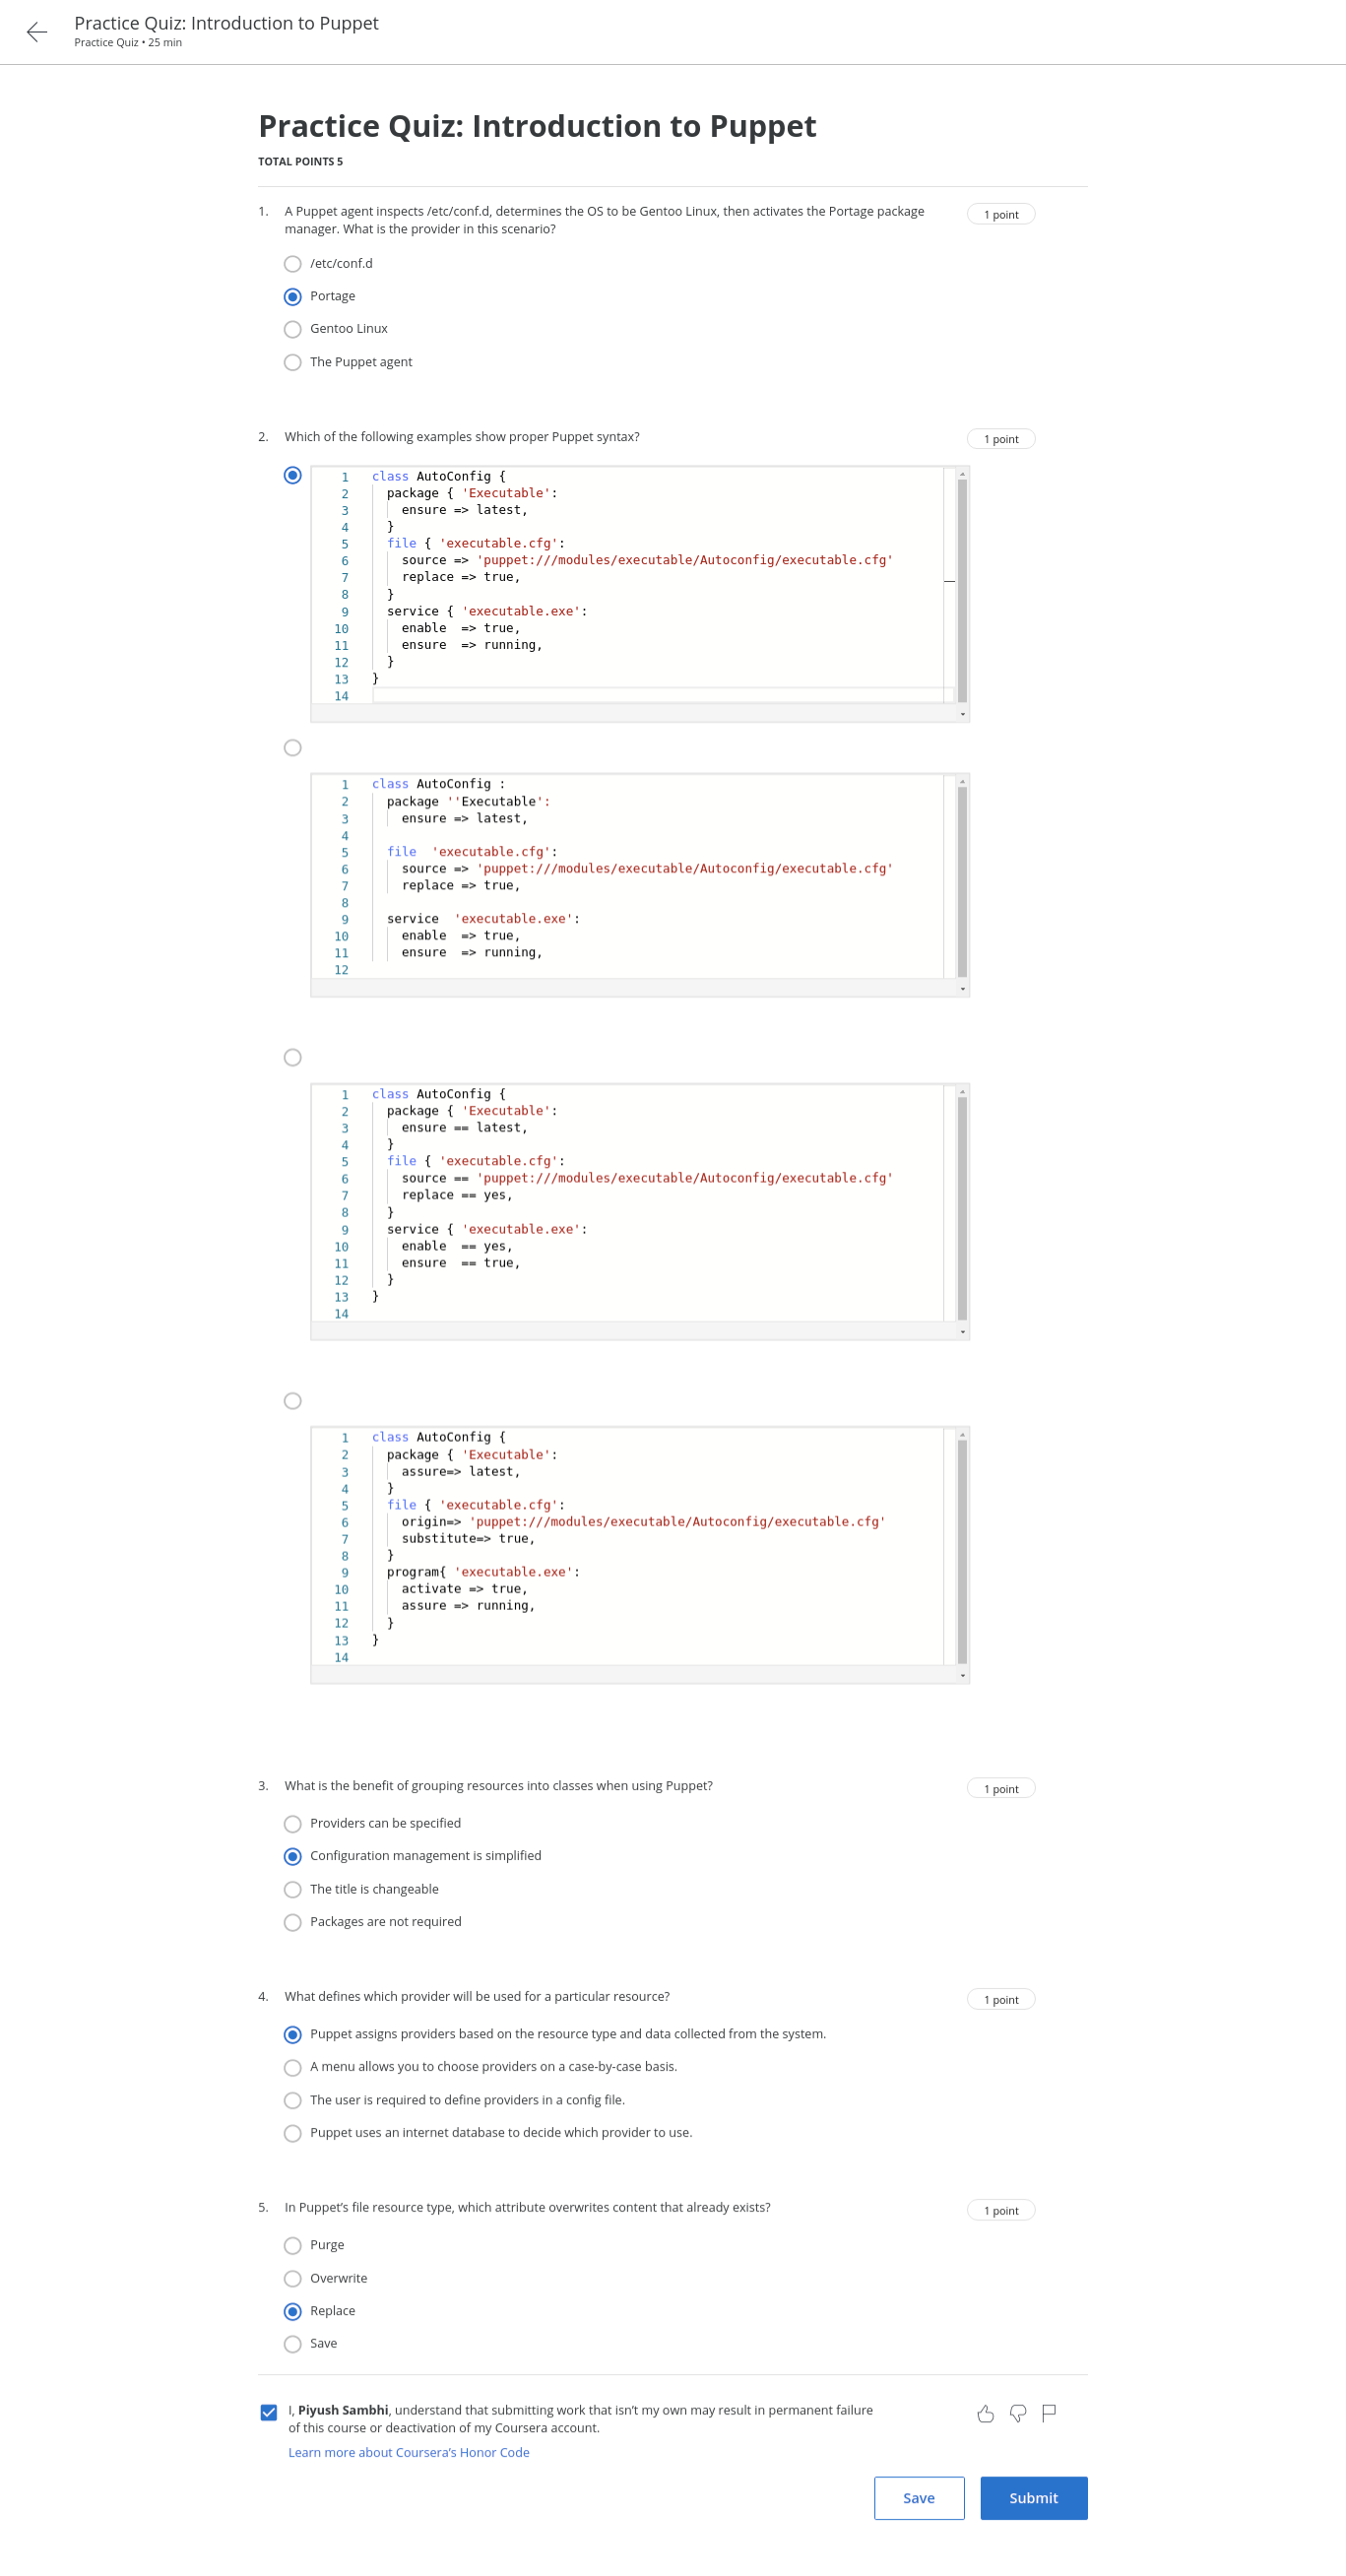 Practice Quiz: Introduction to Puppet
Practice Quiz • 25 min
Practice Quiz: Introduction to Puppet
TOTAL POINTS 5
1. A Puppet agent inspects /etc/conf.d, determines the OS to be Gentoo Linux, then activates the Portage package
manager. What is the provider in this scenario?
1 point
/etc/conf.d
Portage
Gentoo Linux
The Puppet agent
2. Which of the following examples show proper Puppet syntax?
1 point
1 class AutoConfig {
2   package { 'Executable':
3     ensure => latest,
4   }
5   file { 'executable.cfg':
6     source => 'puppet:///modules/executable/Autoconfig/executable.cfg'
7     replace => true,
8   }
9   service { 'executable.exe':
10     enable  => true,
11     ensure  => running,
12   }
13 }
14
1 class AutoConfig :
2   package ''Executable':
3     ensure => latest,
4
5   file  'executable.cfg':
6     source => 'puppet:///modules/executable/Autoconfig/executable.cfg'
7     replace => true,
8
9   service  'executable.exe':
10     enable  => true,
11     ensure  => running,
12
1 class AutoConfig {
2   package { 'Executable':
3     ensure == latest,
4   }
5   file { 'executable.cfg':
6     source == 'puppet:///modules/executable/Autoconfig/executable.cfg'
7     replace == yes,
8   }
9   service { 'executable.exe':
10     enable  == yes,
11     ensure  == true,
12   }
13 }
14
1 class AutoConfig {
2   package { 'Executable':
3     assure=> latest,
4   }
5   file { 'executable.cfg':
6     origin=> 'puppet:///modules/executable/Autoconfig/executable.cfg'
7     substitute=> true,
8   }
9   program{ 'executable.exe':
10     activate => true,
11     assure => running,
12   }
13 }
14
3. What is the benefit of grouping resources into classes when using Puppet?
1 point
Providers can be specified
Configuration management is simplified
The title is changeable
Packages are not required
4. What defines which provider will be used for a particular resource?
1 point
Puppet assigns providers based on the resource type and data collected from the system.
A menu allows you to choose providers on a case-by-case basis.
The user is required to define providers in a config file.
Puppet uses an internet database to decide which provider to use.
5. In Puppet’s file resource type, which attribute overwrites content that already exists?
1 point
Purge
Overwrite
Replace
Save
I, Piyush Sambhi, understand that submitting work that isn’t my own may result in permanent failure
of this course or deactivation of my Coursera account.
Learn more about Coursera’s Honor Code
Save
Submit